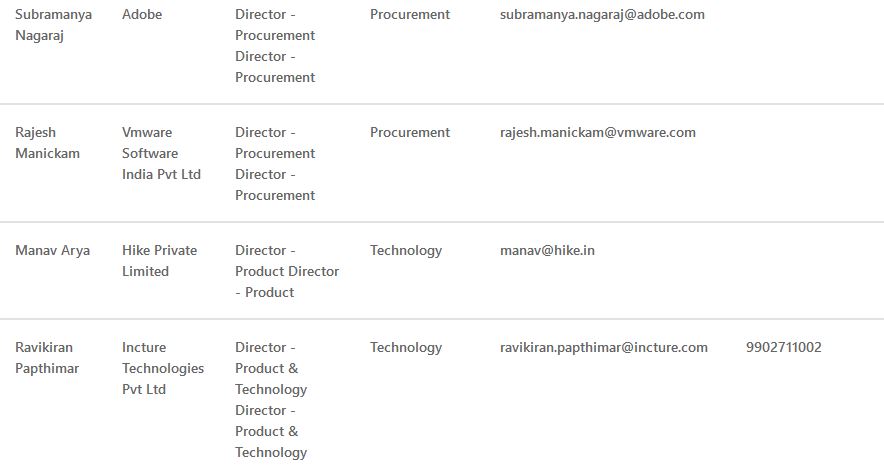 Subramanya Adobe Director - Procurement subramanya.nagaraj@adobe.com
Nagaraj Procurement
Director -
Procurement
Rajesh Vmware Director - Procurement rajesh.manickam@vmware.com
Manickam Software Procurement
India Pvt Ltd Director -
Procurement
Manav Arya Hike Private Director - Technology manav@hike.in
Limited Product Director
- Product
Ravikiran Incture Director - Technology ravikiran.papthimar@incture.com 9902711002
Papthimar Technologies Product &
Pvt Ltd Technology
Director -
Product &
Technology